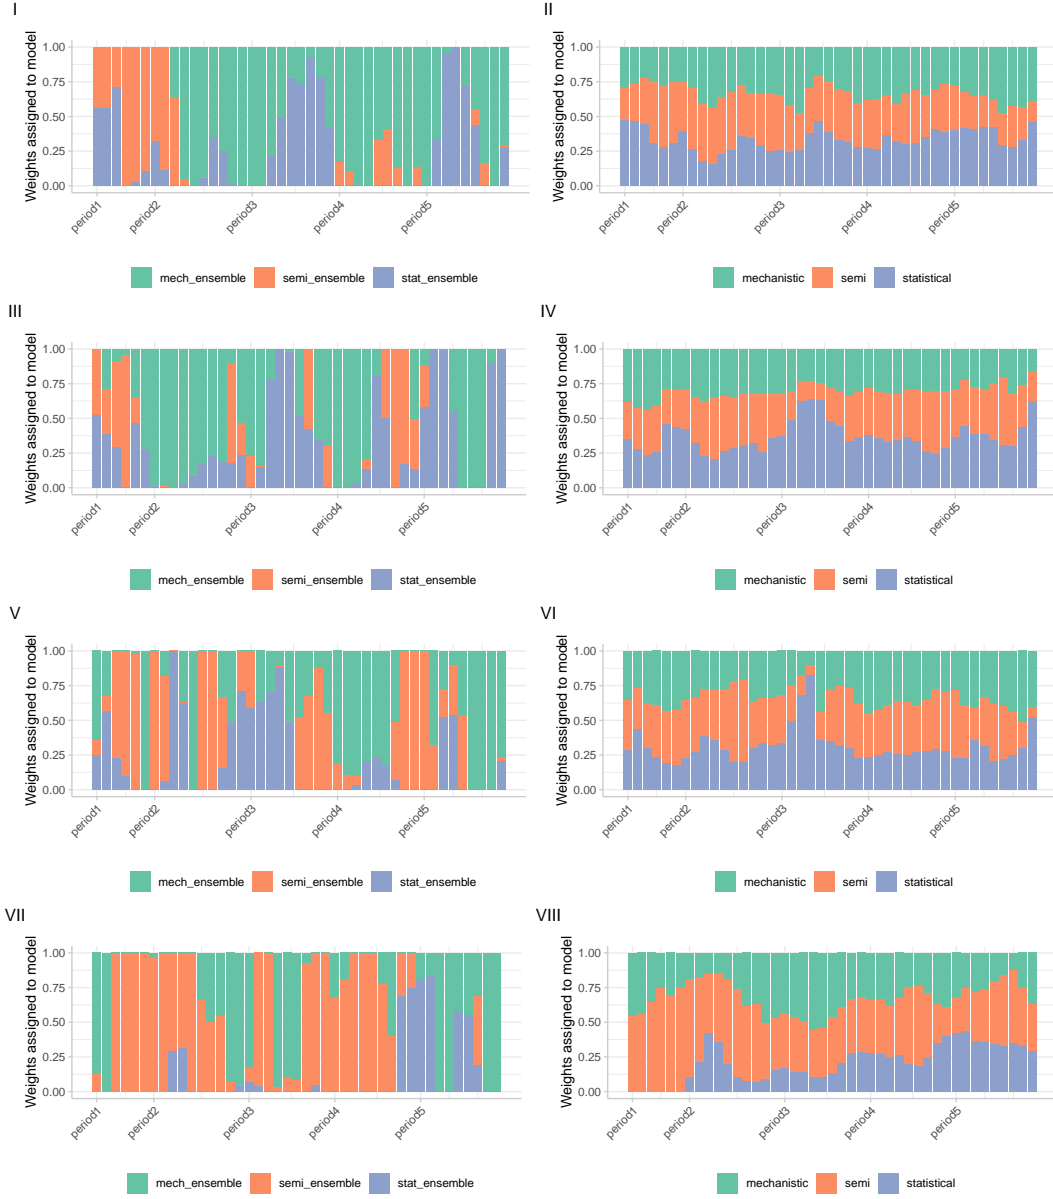 I
Weights assigned to model
1.00
0.75
0.50
0.25
0.00
period1
period2
period3
period4
period5
mech_ensemble
semi_ensemble
stat_ensemble
II
Weights assigned to model
1.00
0.75
0.50
0.25
0.00
period1
period2
period3
period4
period5
mechanistic
semi
statistical
III
Weights assigned to model
1.00
0.75
0.50
0.25
0.00
period1
period2
period3
period4
period5
mech_ensemble
semi_ensemble
stat_ensemble
IV
Weights assigned to model
1.00
0.75
0.50
0.25
0.00
period1
period2
period3
period4
period5
mechanistic
semi
statistical
V
Weights assigned to model
1.00
0.75
0.50
0.25
0.00
period1
period2
period3
period4
period5
mech_ensemble
semi_ensemble
stat_ensemble
VI
Weights assigned to model
1.00
0.75
0.50
0.25
0.00
period1
period2
period3
period4
period5
mechanistic
semi
statistical
VII
Weights assigned to model
1.00
0.75
0.50
0.25
0.00
period1
period2
period3
period4
period5
mech_ensemble
semi_ensemble
stat_ensemble
VIII
Weights assigned to model
1.00
0.75
0.50
0.25
0.00
period1
period2
period3
period4
period5
mechanistic
semi
statistical